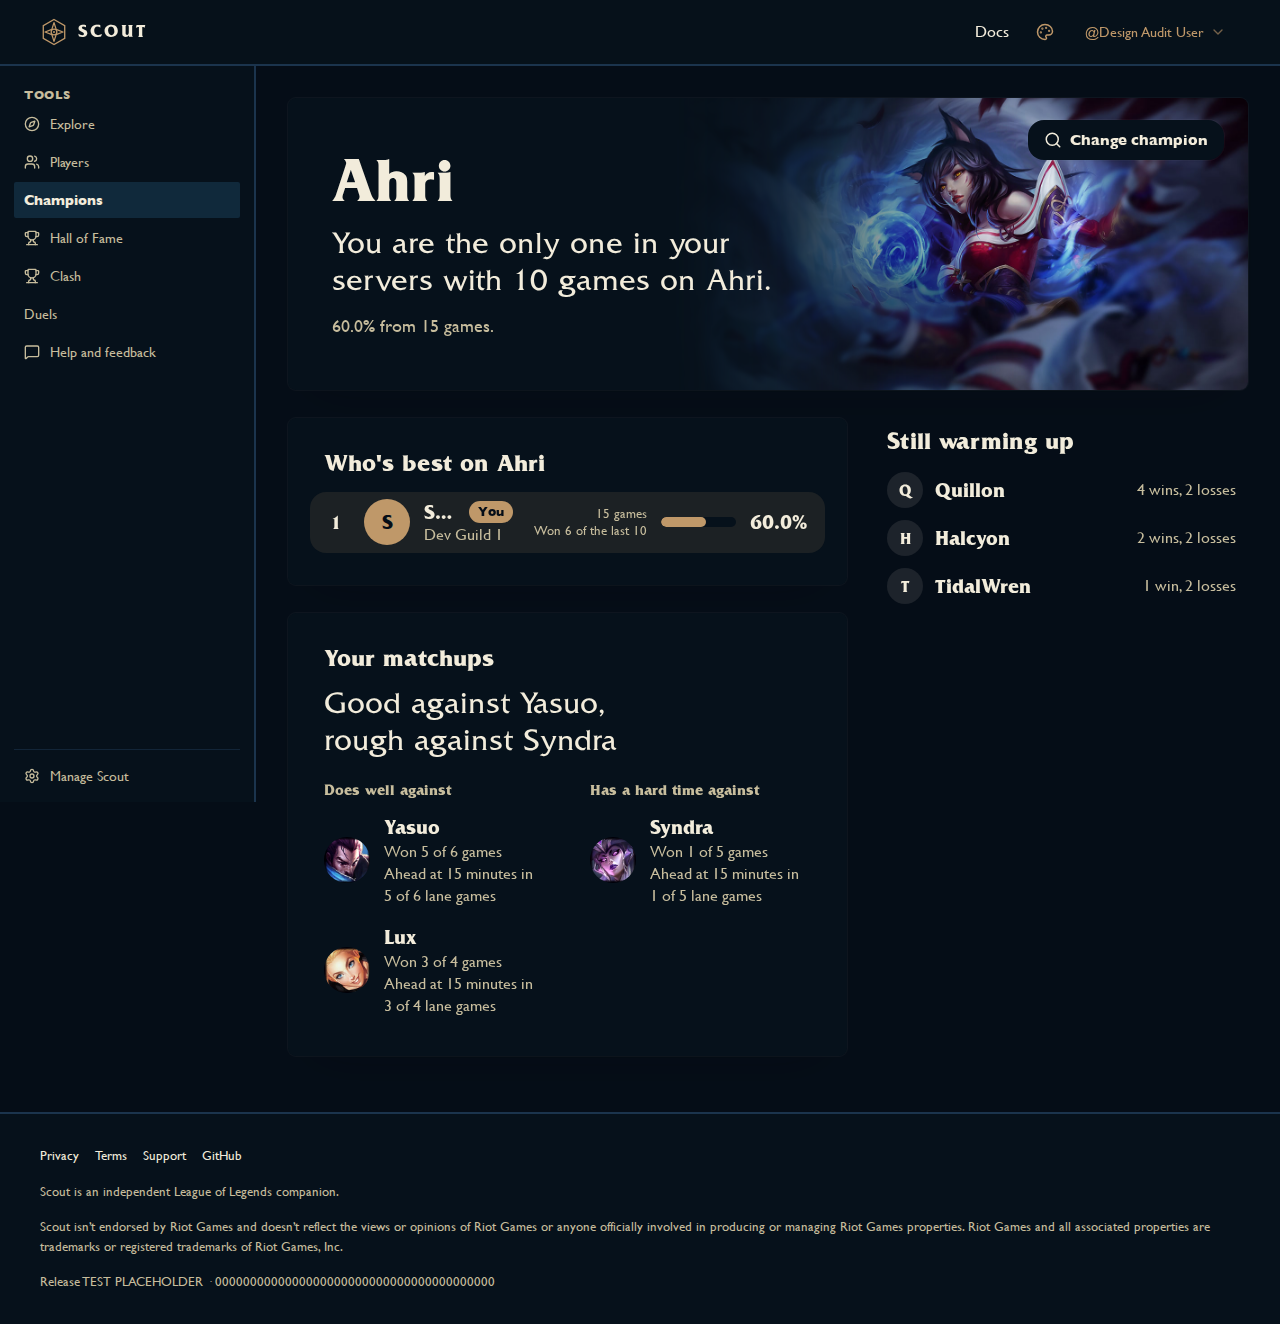 SCOUT
Docs
@Design Audit User
TOOLS
Explore
Players
Champions
Hall of Fame
Clash
Duels
Help and feedback
Manage Scout
Change champion
Ahri
You are the only one in your
servers with 10 games on Ahri.
60.0% from 15 games.
Who's best on Ahri
1
S
S...
You
Dev Guild 1
15 games
Won 6 of the last 10
60.0%
Still warming up
Q
Quillon
4 wins, 2 losses
H
Halcyon
2 wins, 2 losses
T
TidalWren
1 win, 2 losses
Your matchups
Good against Yasuo,
rough against Syndra
Does well against
Yasuo
Won 5 of 6 games
Ahead at 15 minutes in
5 of 6 lane games
Lux
Won 3 of 4 games
Ahead at 15 minutes in
3 of 4 lane games
Has a hard time against
Syndra
Won 1 of 5 games
Ahead at 15 minutes in
1 of 5 lane games
Privacy
Terms
Support
GitHub
Scout is an independent League of Legends companion.
Scout isn't endorsed by Riot Games and doesn't reflect the views or opinions of Riot Games or anyone officially involved in producing or managing Riot Games properties. Riot Games and all associated properties are
trademarks or registered trademarks of Riot Games, Inc.
Release TEST PLACEHOLDER · 0000000000000000000000000000000000000000